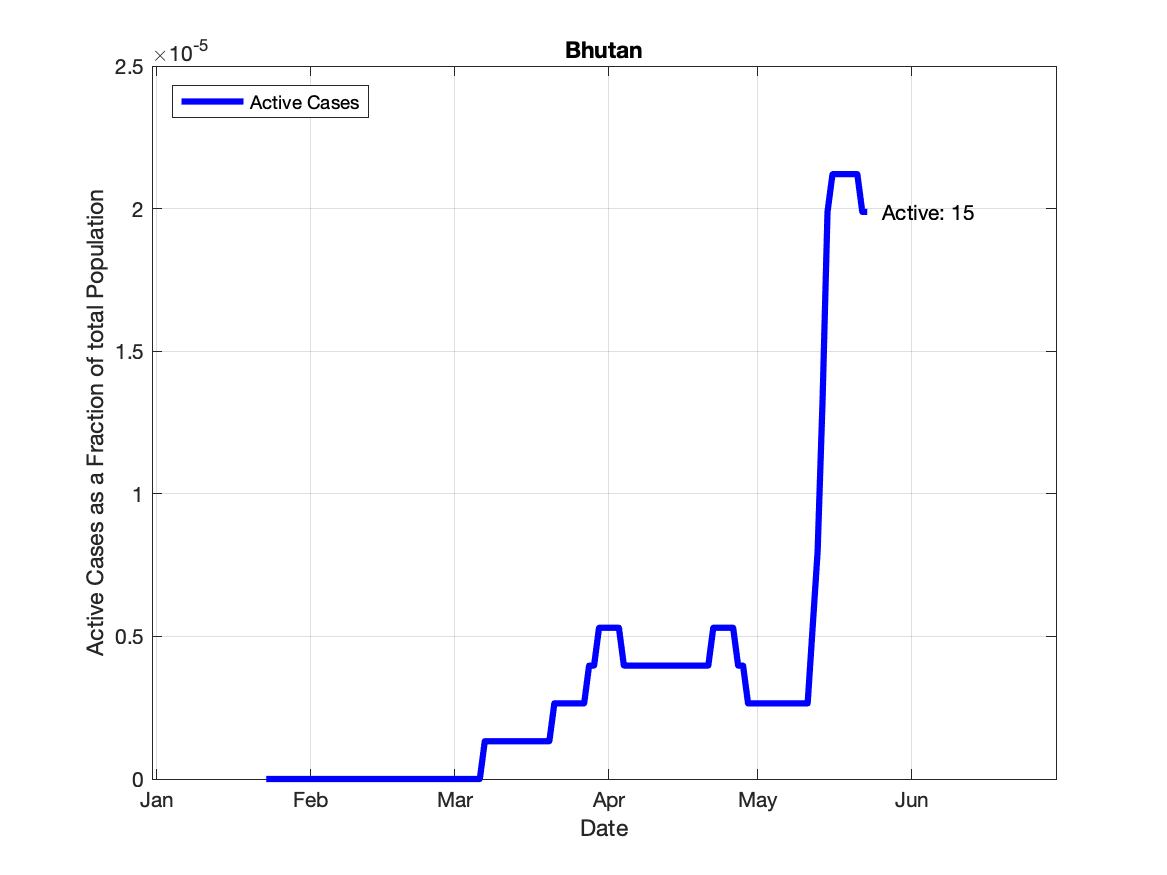 Bhutan
×10-5
2.5
2
1.5
1
0.5
0
Active Cases as a Fraction of total Population
Active Cases
Active: 15
Jan Feb Mar Apr May Jun
Date